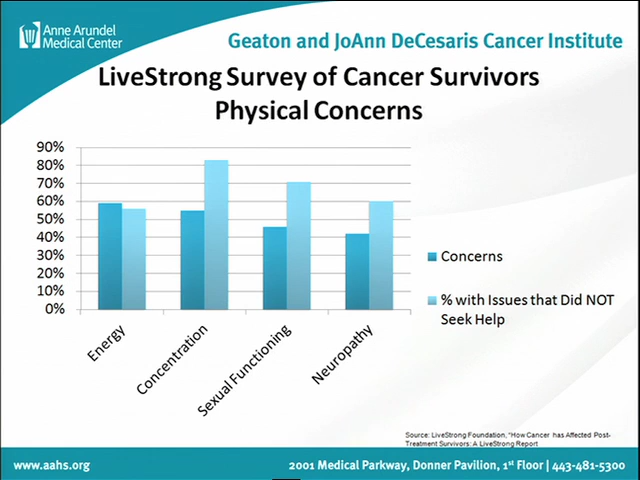 Anne Arundel
Medical Center
Geaton and JoAnn DeCesaris Cancer Institute
LiveStrong Survey of Cancer Survivors
Physical Concerns
90%
80%
70%
60%
50%
40%
30%
20%
10%
0%
Energy
Concentration
Sexual Functioning
Neuropathy
Concerns
% with Issues that Did NOT
Seek Help
Source: LiveStrong Foundation, "How Cancer has Affected Post-
Treatment Survivors: A LiveStrong Report
www.aahs.org
2001 Medical Parkway, Donner Pavilion, 1st Floor | 443-481-5300